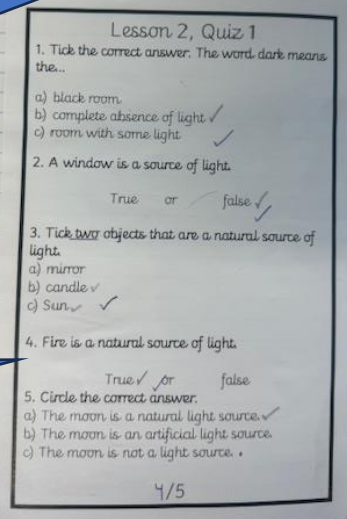 Lesson 2, Quiz 1
1. Tick the correct answer. The word dark means
the...
a) black room
b) complete absence of light ✓
c) room with some light
✓
2. A window is a source of light.
True or false ✓
✓
3. Tick two objects that are a natural source of
light.
a) mirror
b) candle ✓
c) Sun ✓ ✓
4. Fire is a natural source of light.
True ✓ or false
5. Circle the correct answer.
a) The moon is a natural light source. ✓
b) The moon is an artificial light source.
c) The moon is not a light source. •
4/5